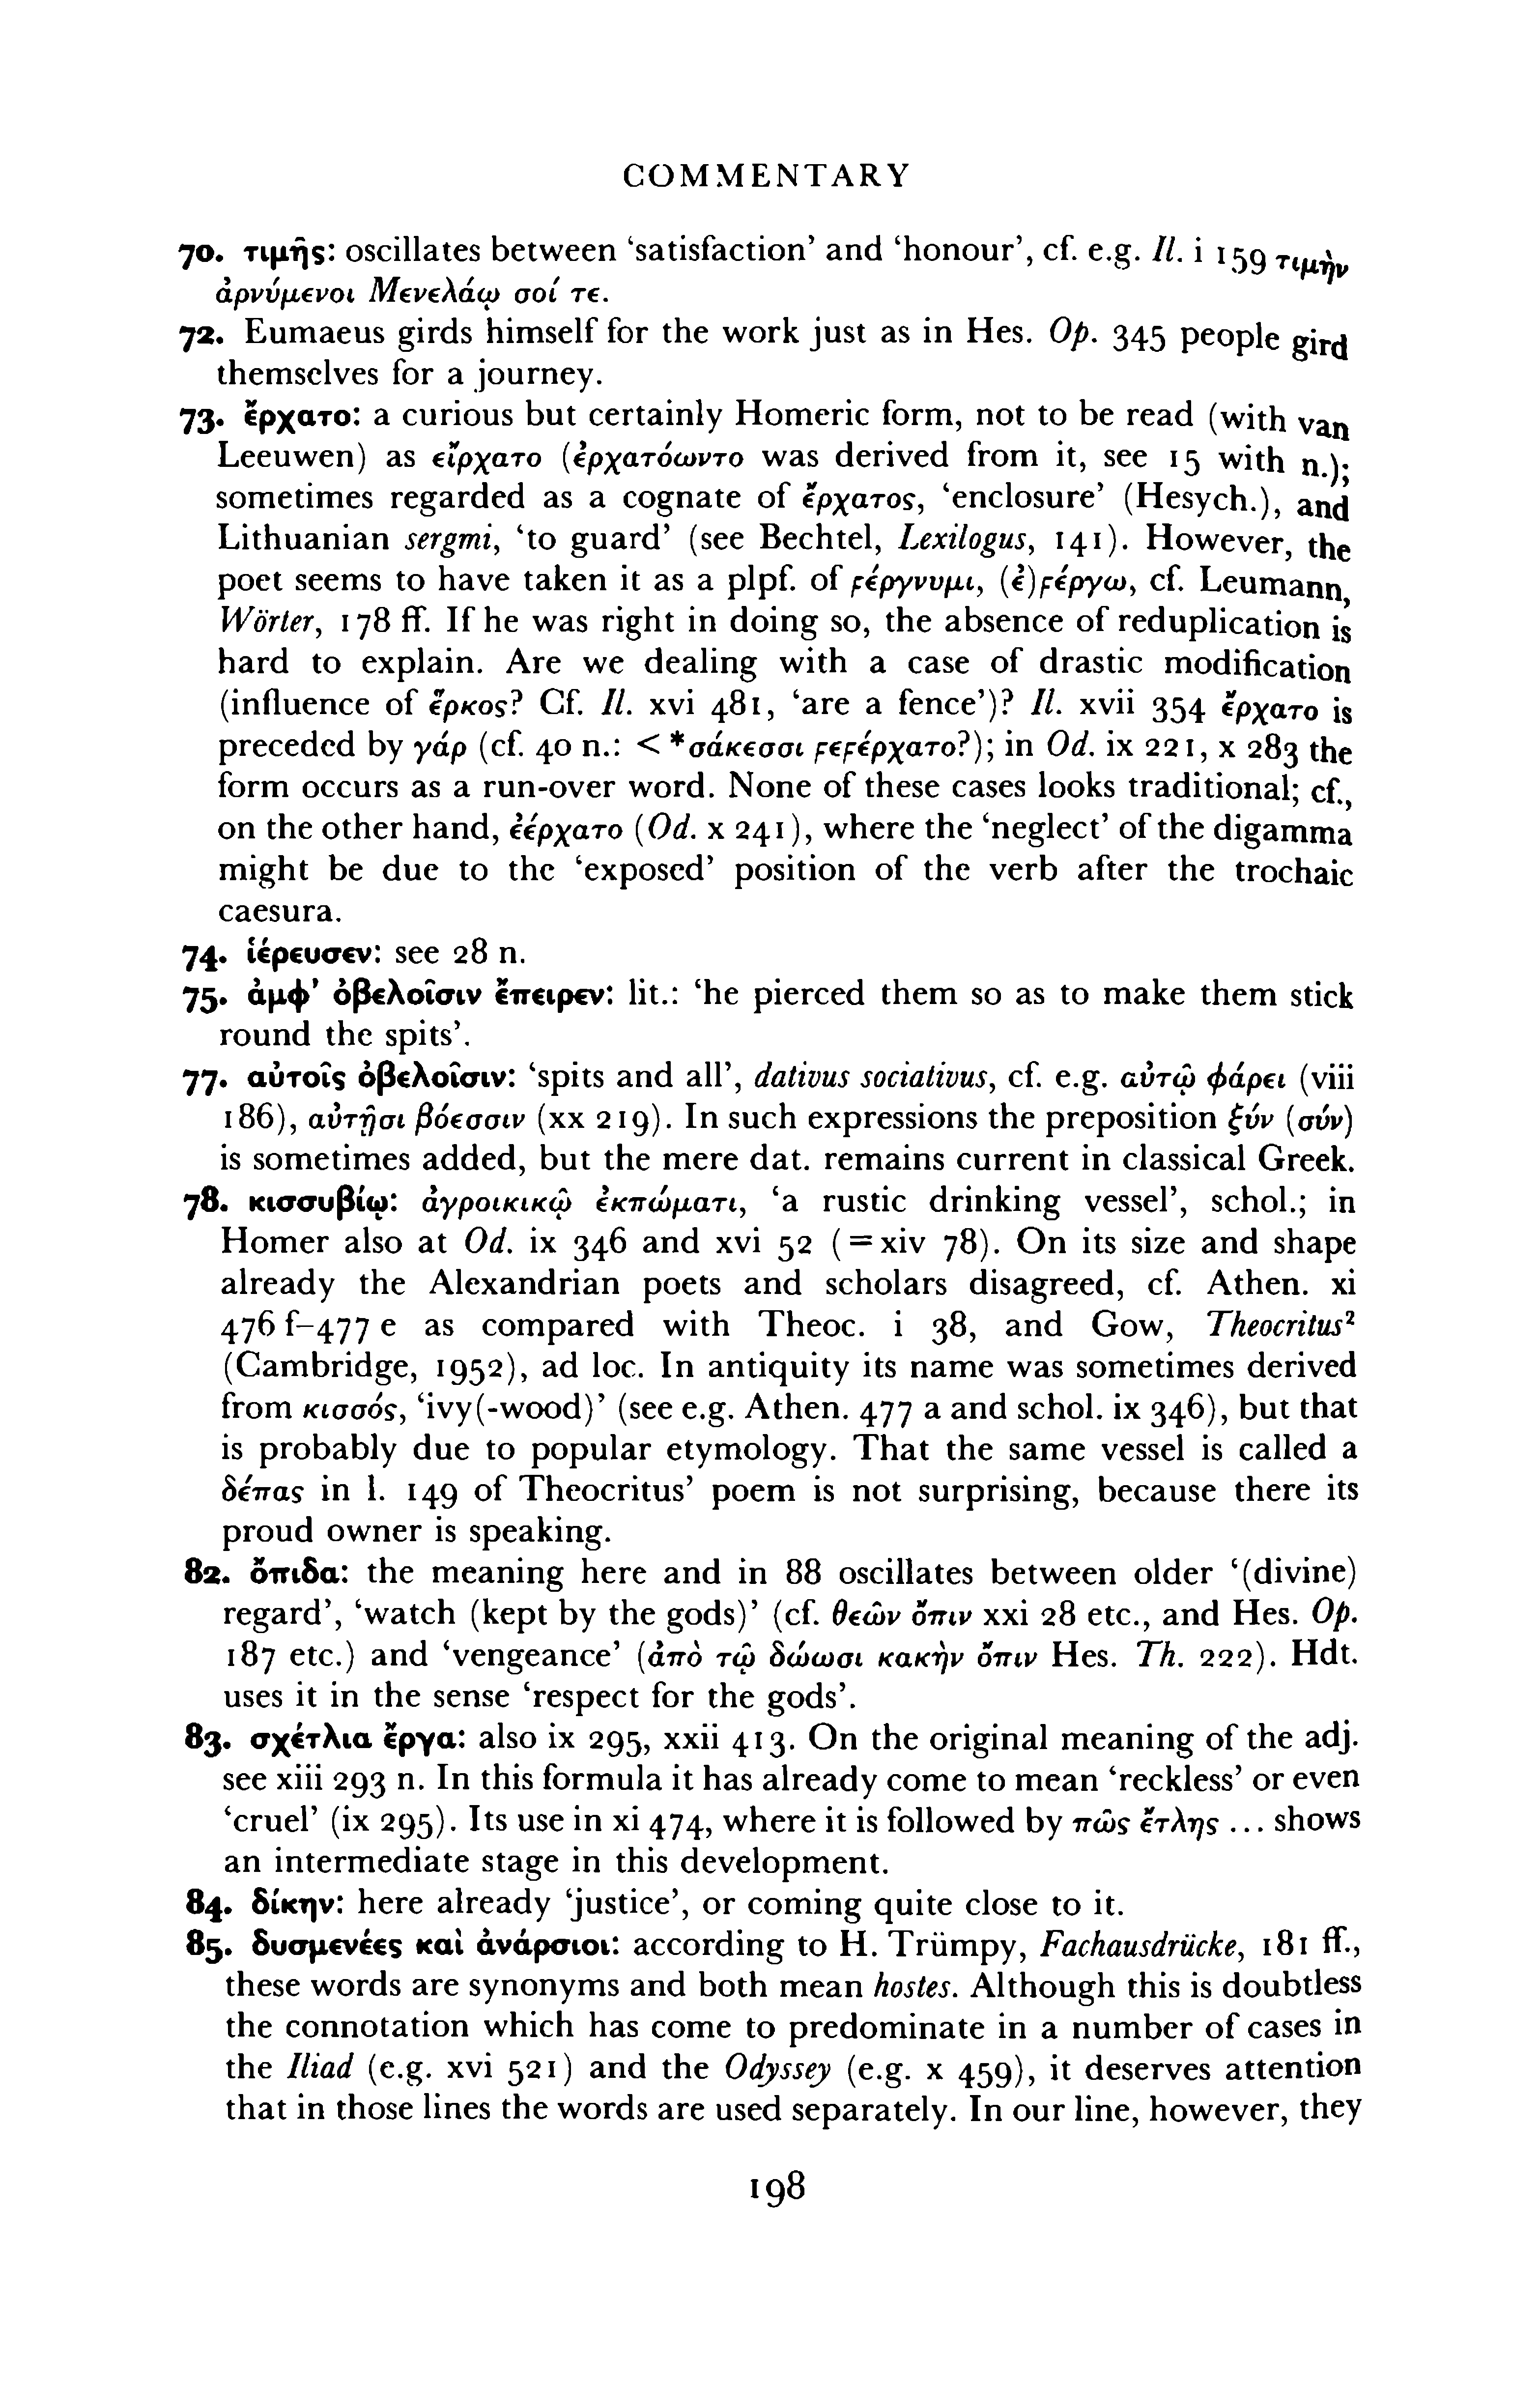 COMMENTARY
70. τιμῆς: oscillates between ‘satisfaction’ and ‘honour’, cf. e.g. Il. i 159 τιμὴν
ἀρνύμενοι Μενελάῳ σοί τε.
72. Eumaeus girds himself for the work just as in Hes. Op. 345 people gird
themselves for a journey.
73. ἔρχατο: a curious but certainly Homeric form, not to be read (with van
Leeuwen) as εἴρχατο (ἐρχατόωντο was derived from it, see 15 with n.);
sometimes regarded as a cognate of ἔρχατος, ‘enclosure’ (Hesych.), and
Lithuanian sergmi, ‘to guard’ (see Bechtel, Lexilogus, 141). However, the
poet seems to have taken it as a plpf. of ϝέργνυμι, (ἐ)ϝέργω, cf. Leumann,
Wörter, 178 ff. If he was right in doing so, the absence of reduplication is
hard to explain. Are we dealing with a case of drastic modification
(influence of ἕρκος? Cf. Il. xvi 481, ‘are a fence’)? Il. xvii 354 ἔρχατο is
preceded by γάρ (cf. 40 n.: < *σάκεσσι ϝεϝέρχατο?); in Od. ix 221, x 283 the
form occurs as a run-over word. None of these cases looks traditional; cf.,
on the other hand, ἐέρχατο (Od. x 241), where the ‘neglect’ of the digamma
might be due to the ‘exposed’ position of the verb after the trochaic
caesura.
74. ἱέρευσεν: see 28 n.
75. ἀμφ’ ὀβελοῖσιν ἔπειρεν: lit.: ‘he pierced them so as to make them stick
round the spits’.
77. αὐτοῖς ὀβελοῖσιν: ‘spits and all’, dativus sociativus, cf. e.g. αὐτῷ φάρει (viii
186), αὐτῇσι βόεσσιν (xx 219). In such expressions the preposition ξύν (σύν)
is sometimes added, but the mere dat. remains current in classical Greek.
78. κισσυβίῳ: ἀγροικικῷ ἐκπώματι, ‘a rustic drinking vessel’, schol.; in
Homer also at Od. ix 346 and xvi 52 (= xiv 78). On its size and shape
already the Alexandrian poets and scholars disagreed, cf. Athen. xi
476 f–477 e as compared with Theoc. i 38, and Gow, Theocritus²
(Cambridge, 1952), ad loc. In antiquity its name was sometimes derived
from κισσός, ‘ivy(-wood)’ (see e.g. Athen. 477 a and schol. ix 346), but that
is probably due to popular etymology. That the same vessel is called a
δέπας in l. 149 of Theocritus’ poem is not surprising, because there its
proud owner is speaking.
82. ὄπιδα: the meaning here and in 88 oscillates between older ‘(divine)
regard’, ‘watch (kept by the gods)’ (cf. θεῶν ὄπιν xxi 28 etc., and Hes. Op.
187 etc.) and ‘vengeance’ (ἀπὸ τῷ δώωσι κακὴν ὄπιν Hes. Th. 222). Hdt.
uses it in the sense ‘respect for the gods’.
83. σχέτλια ἔργα: also ix 295, xxii 413. On the original meaning of the adj.
see xiii 293 n. In this formula it has already come to mean ‘reckless’ or even
‘cruel’ (ix 295). Its use in xi 474, where it is followed by πῶς ἔτλης ... shows
an intermediate stage in this development.
84. δίκην: here already ‘justice’, or coming quite close to it.
85. δυσμενέες καὶ ἀνάρσιοι: according to H. Trümpy, Fachausdrücke, 181 ff.,
these words are synonyms and both mean hostes. Although this is doubtless
the connotation which has come to predominate in a number of cases in
the Iliad (e.g. xvi 521) and the Odyssey (e.g. x 459), it deserves attention
that in those lines the words are used separately. In our line, however, they
198